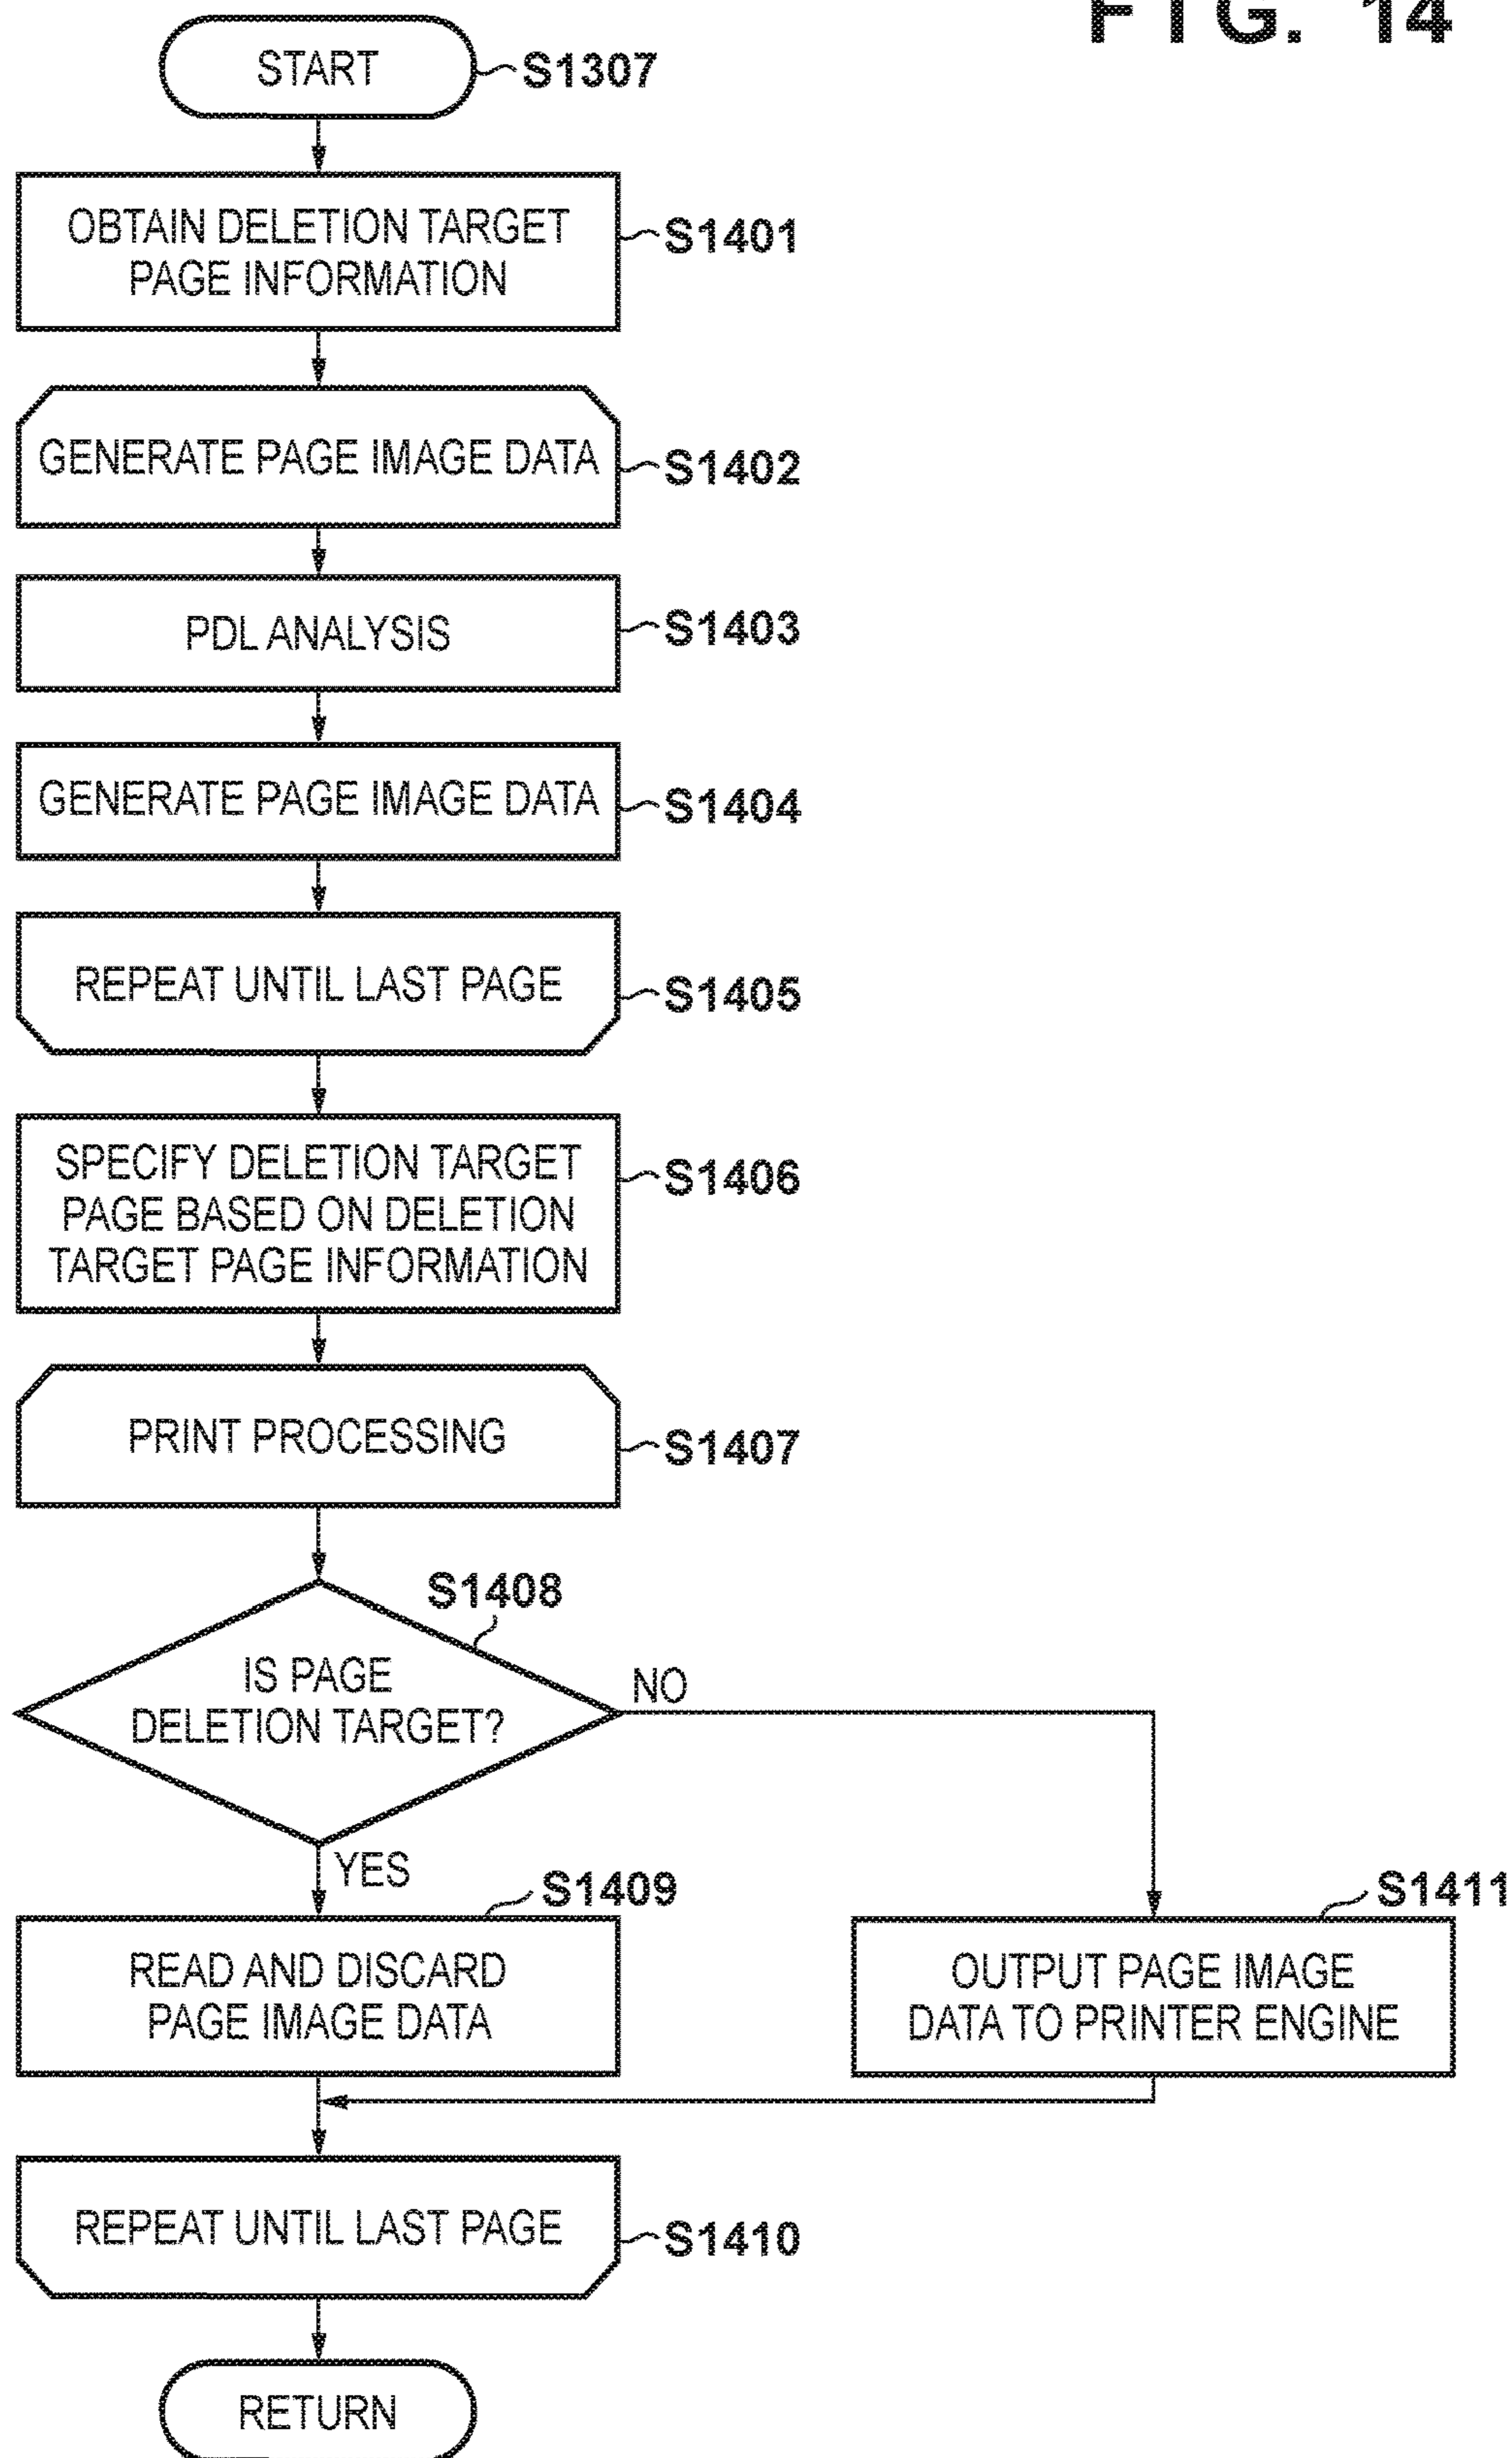 FIG. 14
START
S1307
OBTAIN DELETION TARGET
PAGE INFORMATION
S1401
GENERATE PAGE IMAGE DATA
S1402
PDL ANALYSIS
S1403
GENERATE PAGE IMAGE DATA
S1404
REPEAT UNTIL LAST PAGE
S1405
SPECIFY DELETION TARGET
PAGE BASED ON DELETION
TARGET PAGE INFORMATION
S1406
PRINT PROCESSING
S1407
S1408
IS PAGE
DELETION TARGET?
NO
YES
S1409
READ AND DISCARD
PAGE IMAGE DATA
S1411
OUTPUT PAGE IMAGE
DATA TO PRINTER ENGINE
REPEAT UNTIL LAST PAGE
S1410
RETURN